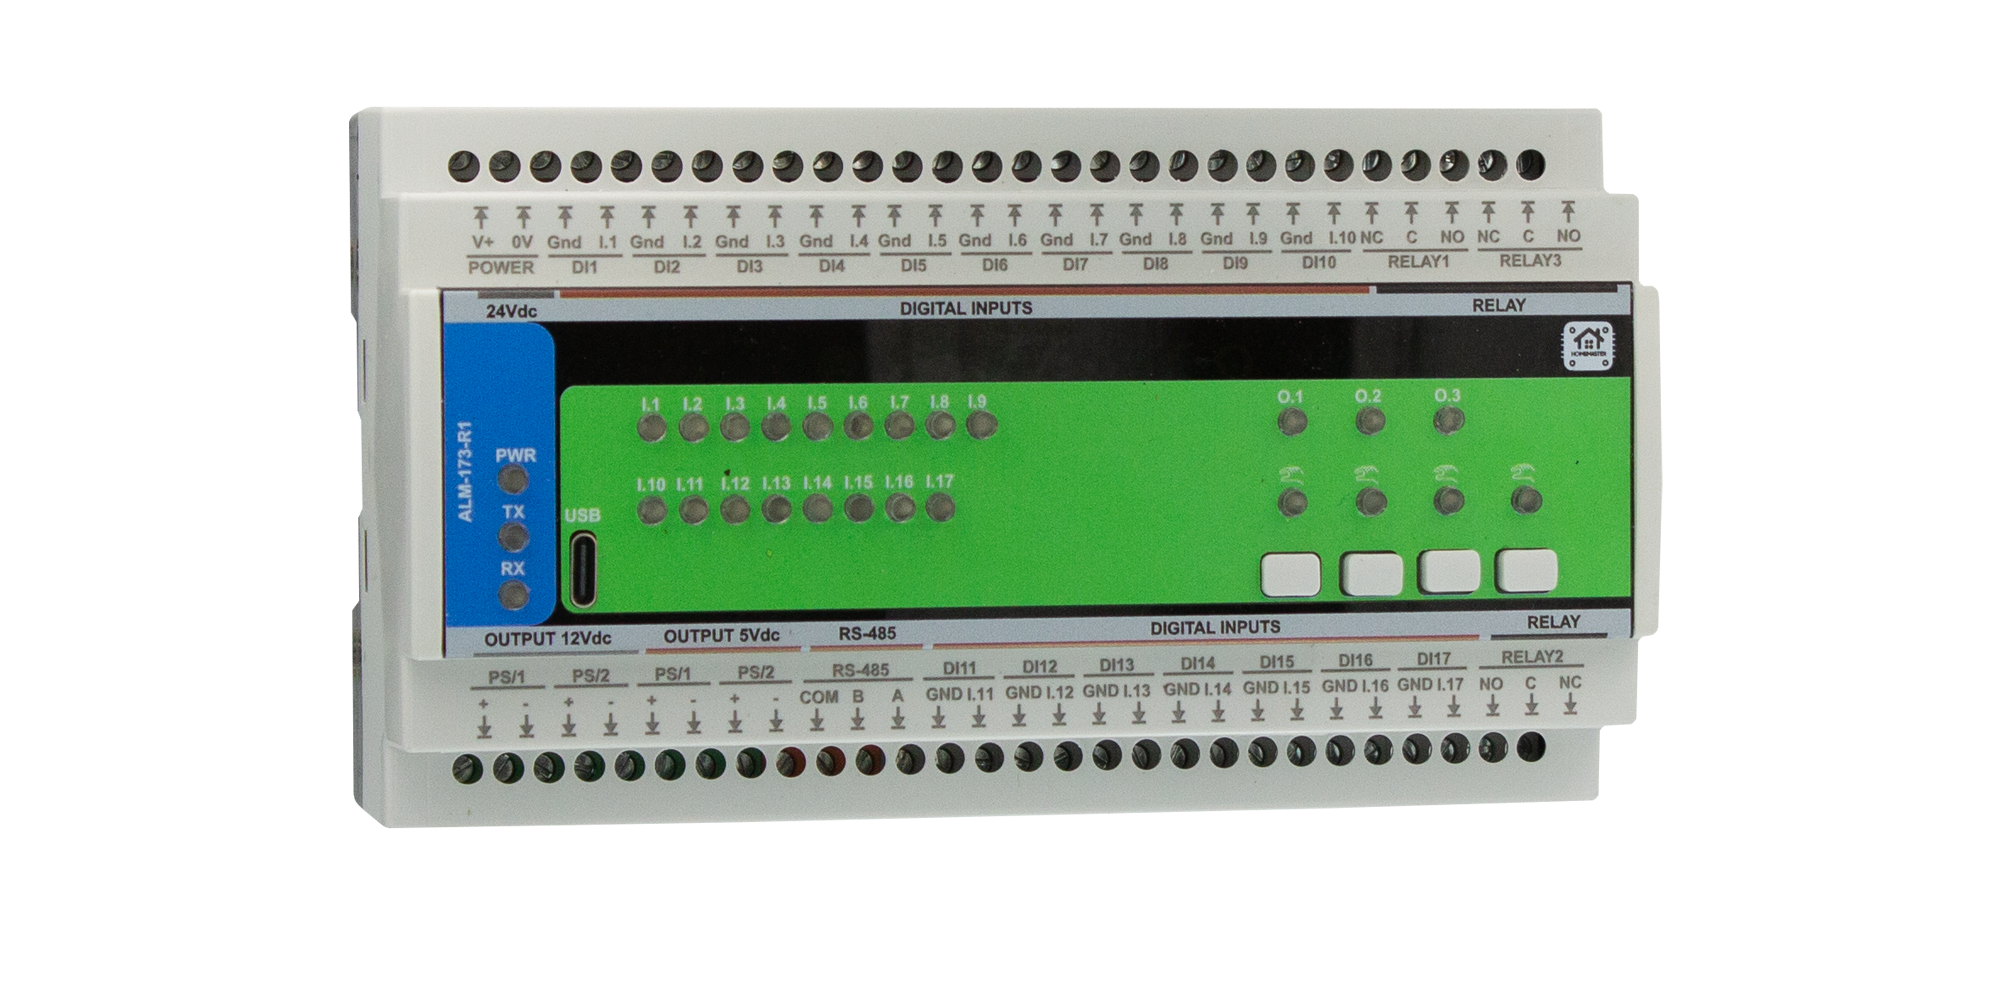 V+ 0V Gnd I.1 Gnd I.2 Gnd I.3 Gnd I.4 Gnd I.5 Gnd I.6 Gnd I.7 Gnd I.8 Gnd I.9 Gnd I.10 NC C NO NC C NO
POWER DI1 DI2 DI3 DI4 DI5 DI6 DI7 DI8 DI9 DI10 RELAY1 RELAY3
24Vdc DIGITAL INPUTS RELAY
HOMEMASTER
ALM-173-R1
PWR
TX
RX
USB
I.1 I.2 I.3 I.4 I.5 I.6 I.7 I.8 I.9
I.10 I.11 I.12 I.13 I.14 I.15 I.16 I.17
O.1 O.2 O.3
OUTPUT 12Vdc OUTPUT 5Vdc RS-485 DIGITAL INPUTS RELAY
PS/1 PS/2 PS/1 PS/2 RS-485 DI11 DI12 DI13 DI14 DI15 DI16 DI17 RELAY2
+ - + - + - + - COM B A GND I.11 GND I.12 GND I.13 GND I.14 GND I.15 GND I.16 GND I.17 NO C NC